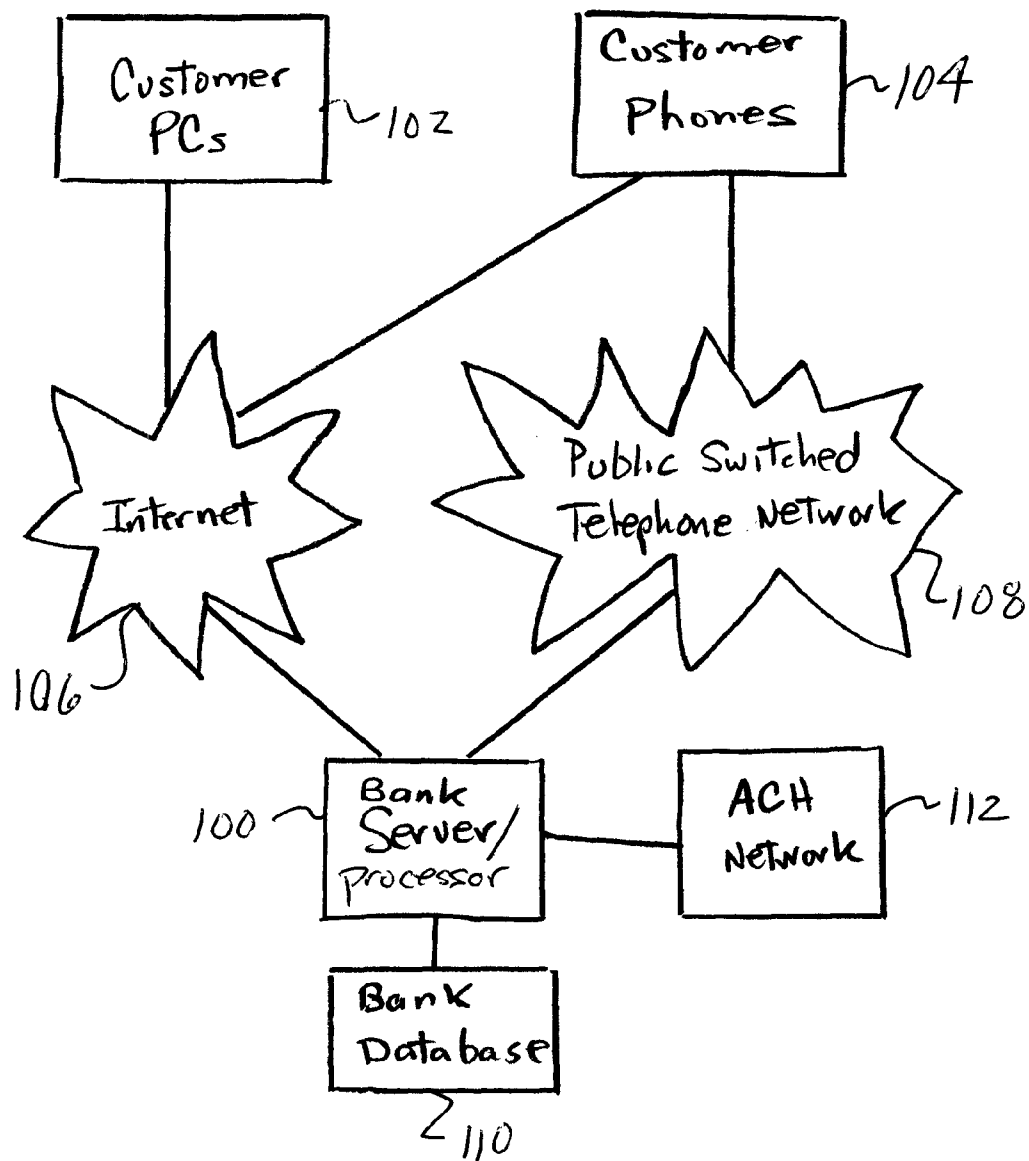 Customer
PCs
102
Customer
Phones
104
Internet
106
Public Switched
Telephone Network
108
100
Bank
Server/
processor
ACH
Network
112
Bank
Database
110